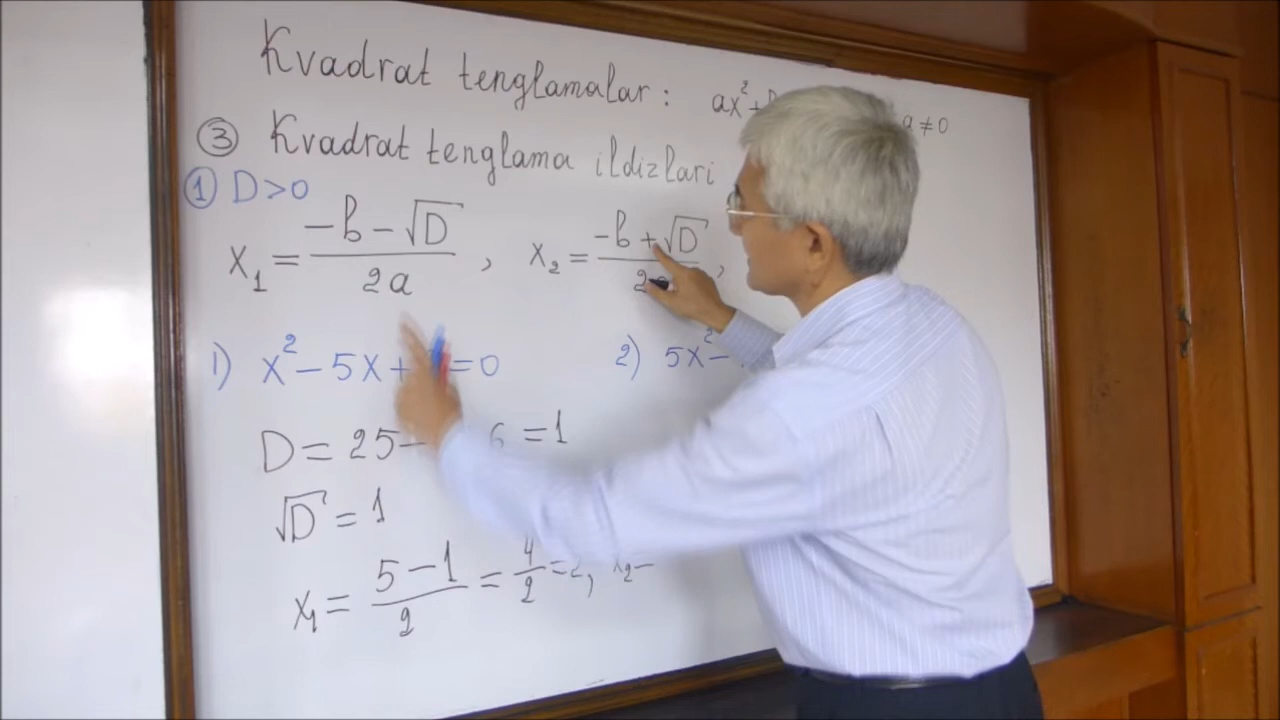 Kvadrat tenglamalar: ax²+ a≠0
③ Kvadrat tenglama ildizlari
① D>0
x₁ = (-b-√D)/(2a), x₂ = (-b+√D)/2,
1) x²-5x+ =0 2) 5x²-
D=25- 6=1
√D=1
x₁ = (5-1)/2 = 4/2 =2, x₂=